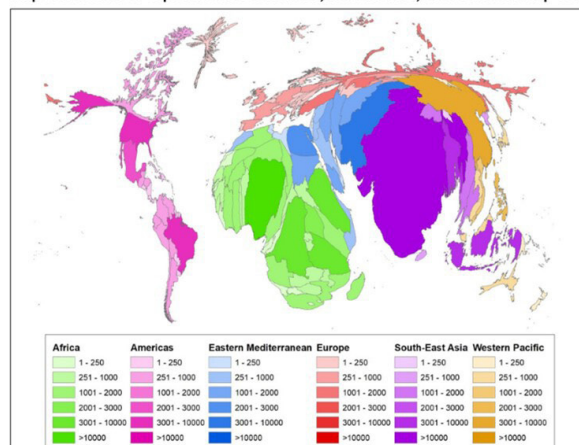 Africa Americas Eastern Mediterranean Europe South-East Asia Western Pacific
1 - 250 1 - 250 1 - 250 1 - 250 1 - 250 1 - 250
251 - 1000 251 - 1000 251 - 1000 251 - 1000 251 - 1000 251 - 1000
1001 - 2000 1001 - 2000 1001 - 2000 1001 - 2000 1001 - 2000 1001 - 2000
2001 - 3000 2001 - 3000 2001 - 3000 2001 - 3000 2001 - 3000 2001 - 3000
3001 - 10000 3001 - 10000 3001 - 10000 3001 - 10000 3001 - 10000 3001 - 10000
>10000 >10000 >10000 >10000 >10000 >10000